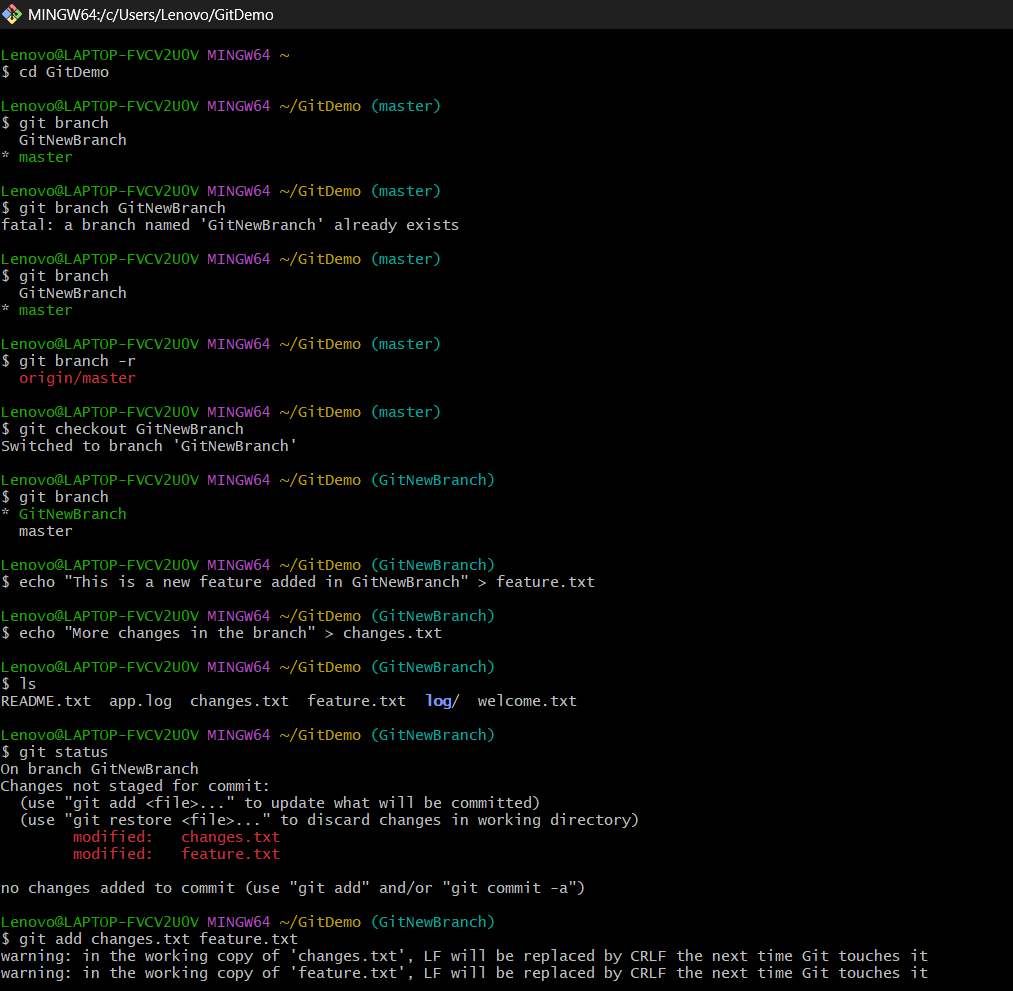 MINGW64:/c/Users/Lenovo/GitDemo
Lenovo@LAPTOP-FVCV2U0V MINGW64 ~
$ cd GitDemo
Lenovo@LAPTOP-FVCV2U0V MINGW64 ~/GitDemo (master)
$ git branch
  GitNewBranch
* master
Lenovo@LAPTOP-FVCV2U0V MINGW64 ~/GitDemo (master)
$ git branch GitNewBranch
fatal: a branch named 'GitNewBranch' already exists
Lenovo@LAPTOP-FVCV2U0V MINGW64 ~/GitDemo (master)
$ git branch
  GitNewBranch
* master
Lenovo@LAPTOP-FVCV2U0V MINGW64 ~/GitDemo (master)
$ git branch -r
  origin/master
Lenovo@LAPTOP-FVCV2U0V MINGW64 ~/GitDemo (master)
$ git checkout GitNewBranch
Switched to branch 'GitNewBranch'
Lenovo@LAPTOP-FVCV2U0V MINGW64 ~/GitDemo (GitNewBranch)
$ git branch
* GitNewBranch
  master
Lenovo@LAPTOP-FVCV2U0V MINGW64 ~/GitDemo (GitNewBranch)
$ echo "This is a new feature added in GitNewBranch" > feature.txt
Lenovo@LAPTOP-FVCV2U0V MINGW64 ~/GitDemo (GitNewBranch)
$ echo "More changes in the branch" > changes.txt
Lenovo@LAPTOP-FVCV2U0V MINGW64 ~/GitDemo (GitNewBranch)
$ ls
README.txt  app.log  changes.txt  feature.txt  log/  welcome.txt
Lenovo@LAPTOP-FVCV2U0V MINGW64 ~/GitDemo (GitNewBranch)
$ git status
On branch GitNewBranch
Changes not staged for commit:
  (use "git add <file>..." to update what will be committed)
  (use "git restore <file>..." to discard changes in working directory)
        modified:   changes.txt
        modified:   feature.txt
no changes added to commit (use "git add" and/or "git commit -a")
Lenovo@LAPTOP-FVCV2U0V MINGW64 ~/GitDemo (GitNewBranch)
$ git add changes.txt feature.txt
warning: in the working copy of 'changes.txt', LF will be replaced by CRLF the next time Git touches it
warning: in the working copy of 'feature.txt', LF will be replaced by CRLF the next time Git touches it